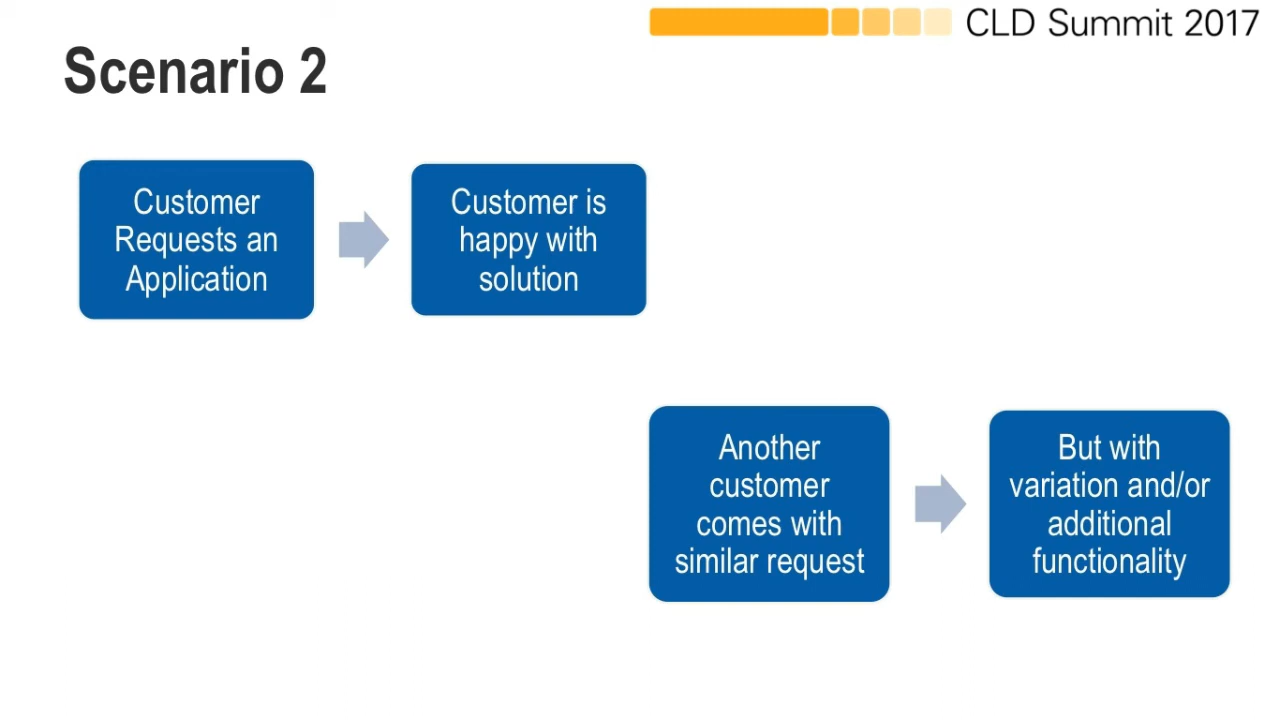 CLD Summit 2017
Scenario 2
Customer
Requests an
Application
Customer is
happy with
solution
Another
customer
comes with
similar request
But with
variation and/or
additional
functionality